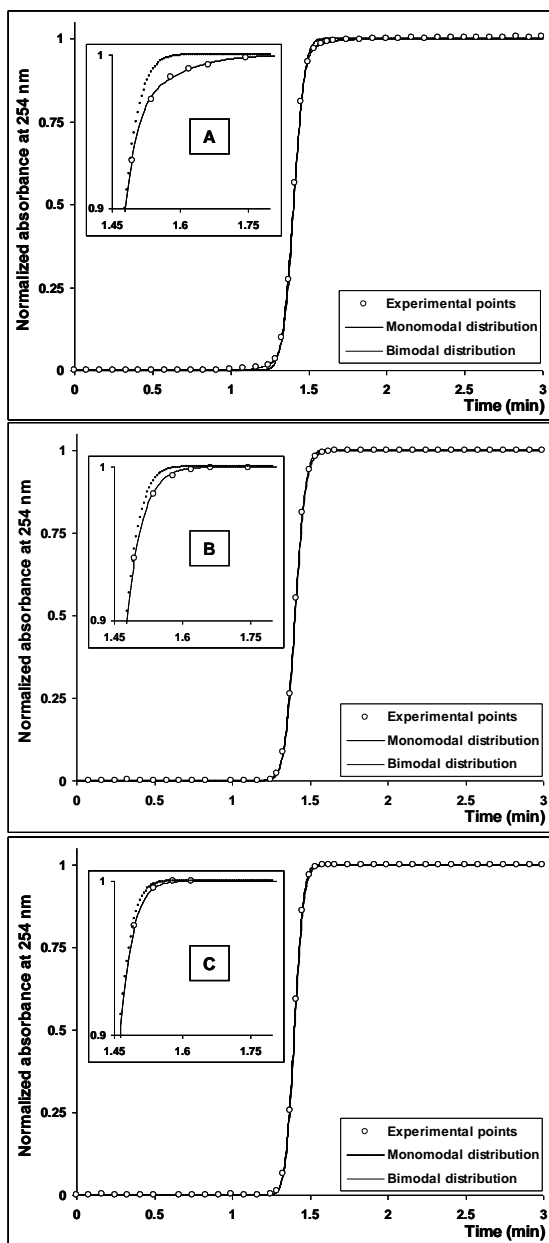 Normalized absorbance at 254 nm
1
0.75
0.5
0.25
0
0 0.5 1 1.5 2 2.5 3
Time (min)
1
0.9
1.45 1.6 1.75
A
Experimental points
Monomodal distribution
Bimodal distribution
Normalized absorbance at 254 nm
1
0.75
0.5
0.25
0
0 0.5 1 1.5 2 2.5 3
Time (min)
1
0.9
1.45 1.6 1.75
B
Experimental points
Monomodal distribution
Bimodal distribution
Normalized absorbance at 254 nm
1
0.75
0.5
0.25
0
0 0.5 1 1.5 2 2.5 3
Time (min)
1
0.9
1.45 1.6 1.75
C
Experimental points
Monomodal distribution
Bimodal distribution